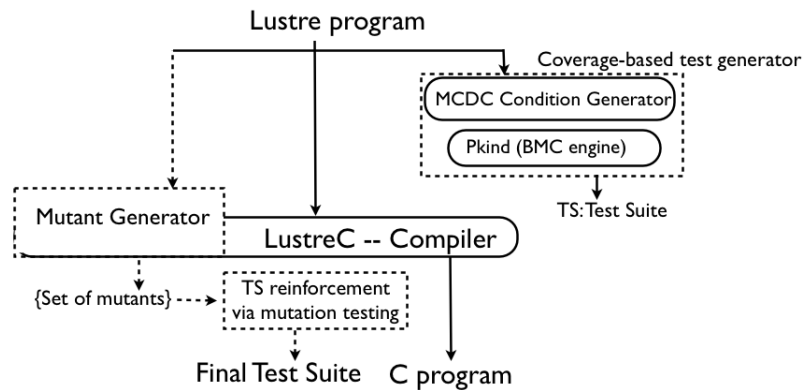 Lustre program
Coverage-based test generator
MCDC Condition Generator
Pkind (BMC engine)
TS:Test Suite
Mutant Generator
LustreC -- Compiler
{Set of mutants}
TS reinforcement
via mutation testing
Final Test Suite
C program